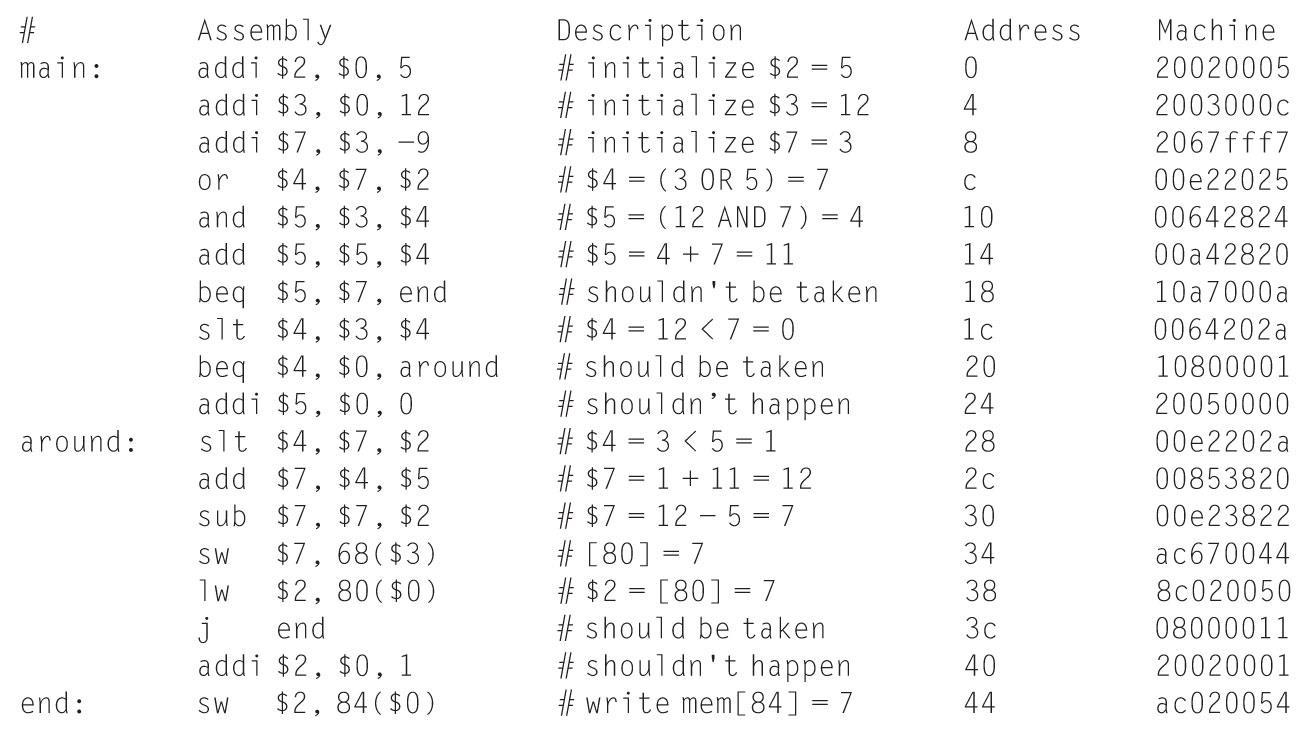 # Assembly Description Address Machine
main: addi $2, $0, 5 # initialize $2 = 5 0 20020005
addi $3, $0, 12 # initialize $3 = 12 4 2003000c
addi $7, $3, −9 # initialize $7 = 3 8 2067fff7
or $4, $7, $2 # $4 = (3 OR 5) = 7 c 00e22025
and $5, $3, $4 # $5 = (12 AND 7) = 4 10 00642824
add $5, $5, $4 # $5 = 4 + 7 = 11 14 00a42820
beq $5, $7, end # shouldn't be taken 18 10a7000a
slt $4, $3, $4 # $4 = 12 < 7 = 0 1c 0064202a
beq $4, $0, around # should be taken 20 10800001
addi $5, $0, 0 # shouldn’t happen 24 20050000
around: slt $4, $7, $2 # $4 = 3 < 5 = 1 28 00e2202a
add $7, $4, $5 # $7 = 1 + 11 = 12 2c 00853820
sub $7, $7, $2 # $7 = 12 − 5 = 7 30 00e23822
sw $7, 68($3) # [80] = 7 34 ac670044
lw $2, 80($0) # $2 = [80] = 7 38 8c020050
j end # should be taken 3c 08000011
addi $2, $0, 1 # shouldn't happen 40 20020001
end: sw $2, 84($0) # write mem[84] = 7 44 ac020054